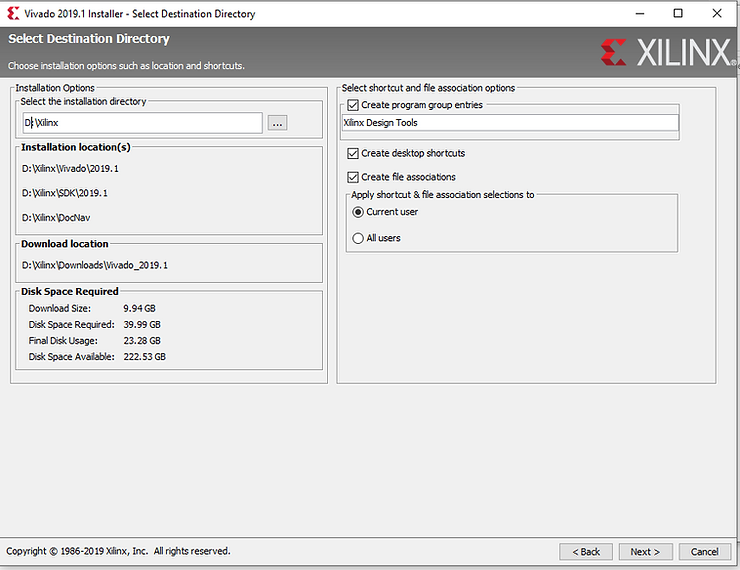 Vivado 2019.1 Installer - Select Destination Directory
Select Destination Directory
XILINX®
Choose installation options such as location and shortcuts.
Installation Options
Select the installation directory
D:\Xilinx
...
Installation location(s)
D:\Xilinx\Vivado\2019.1
D:\Xilinx\SDK\2019.1
D:\Xilinx\DocNav
Download location
D:\Xilinx\Downloads\Vivado_2019.1
Disk Space Required
Download Size: 9.94 GB
Disk Space Required: 39.99 GB
Final Disk Usage: 23.28 GB
Disk Space Available: 222.53 GB
Select shortcut and file association options
Create program group entries
Xilinx Design Tools
Create desktop shortcuts
Create file associations
Apply shortcut & file association selections to
Current user
All users
Copyright © 1986-2019 Xilinx, Inc. All rights reserved.
< Back
Next >
Cancel